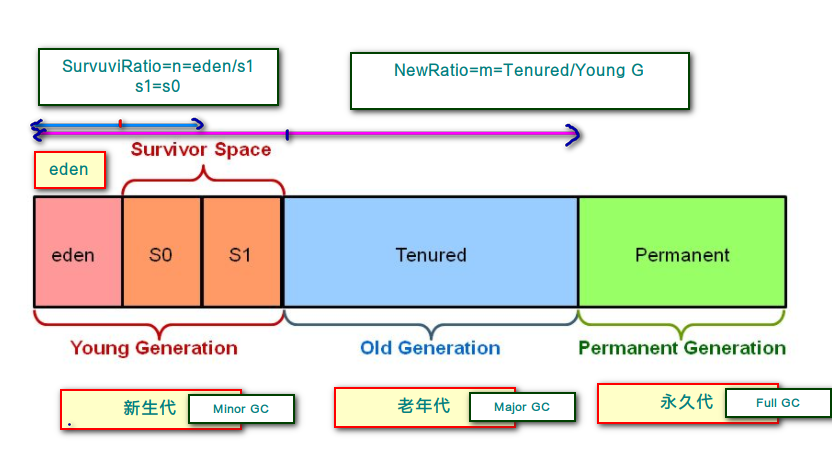 SurvuviRatio=n=eden/s1
s1=s0
NewRatio=m=Tenured/Young G
Survivor Space
eden
eden
S0
S1
Tenured
Permanent
Young Generation
Old Generation
Permanent Generation
新生代
Minor GC
老年代
Major GC
永久代
Full GC